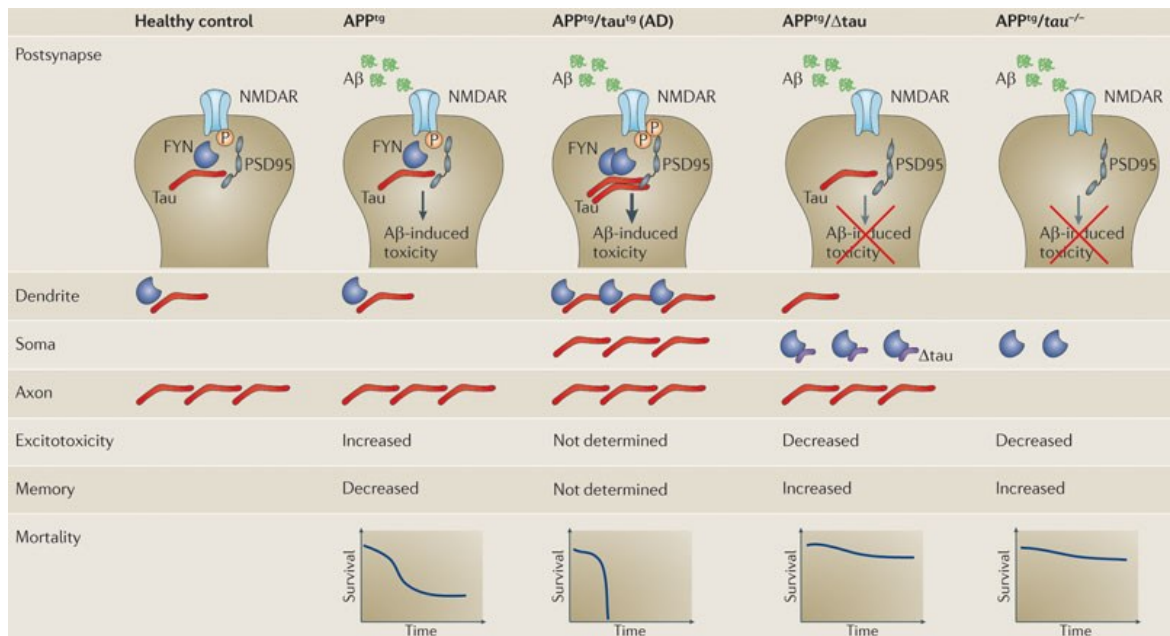 Healthy control APPᵗᵍ APPᵗᵍ/tauᵗᵍ (AD) APPᵗᵍ/Δtau APPᵗᵍ/tau⁻/⁻
Postsynapse
Aβ Aβ Aβ Aβ
NMDAR NMDAR NMDAR NMDAR NMDAR
P P P P
FYN FYN FYN
PSD95 PSD95
Tau Tau Tau Tau
Aβ-induced Aβ-induced Aβ-induced Aβ-induced
toxicity toxicity toxicity toxicity
Dendrite
Soma Δtau
Axon
Excitotoxicity Increased Not determined Decreased Decreased
Memory Decreased Not determined Increased Increased
Mortality
Survival Survival Survival Survival
Time Time Time Time